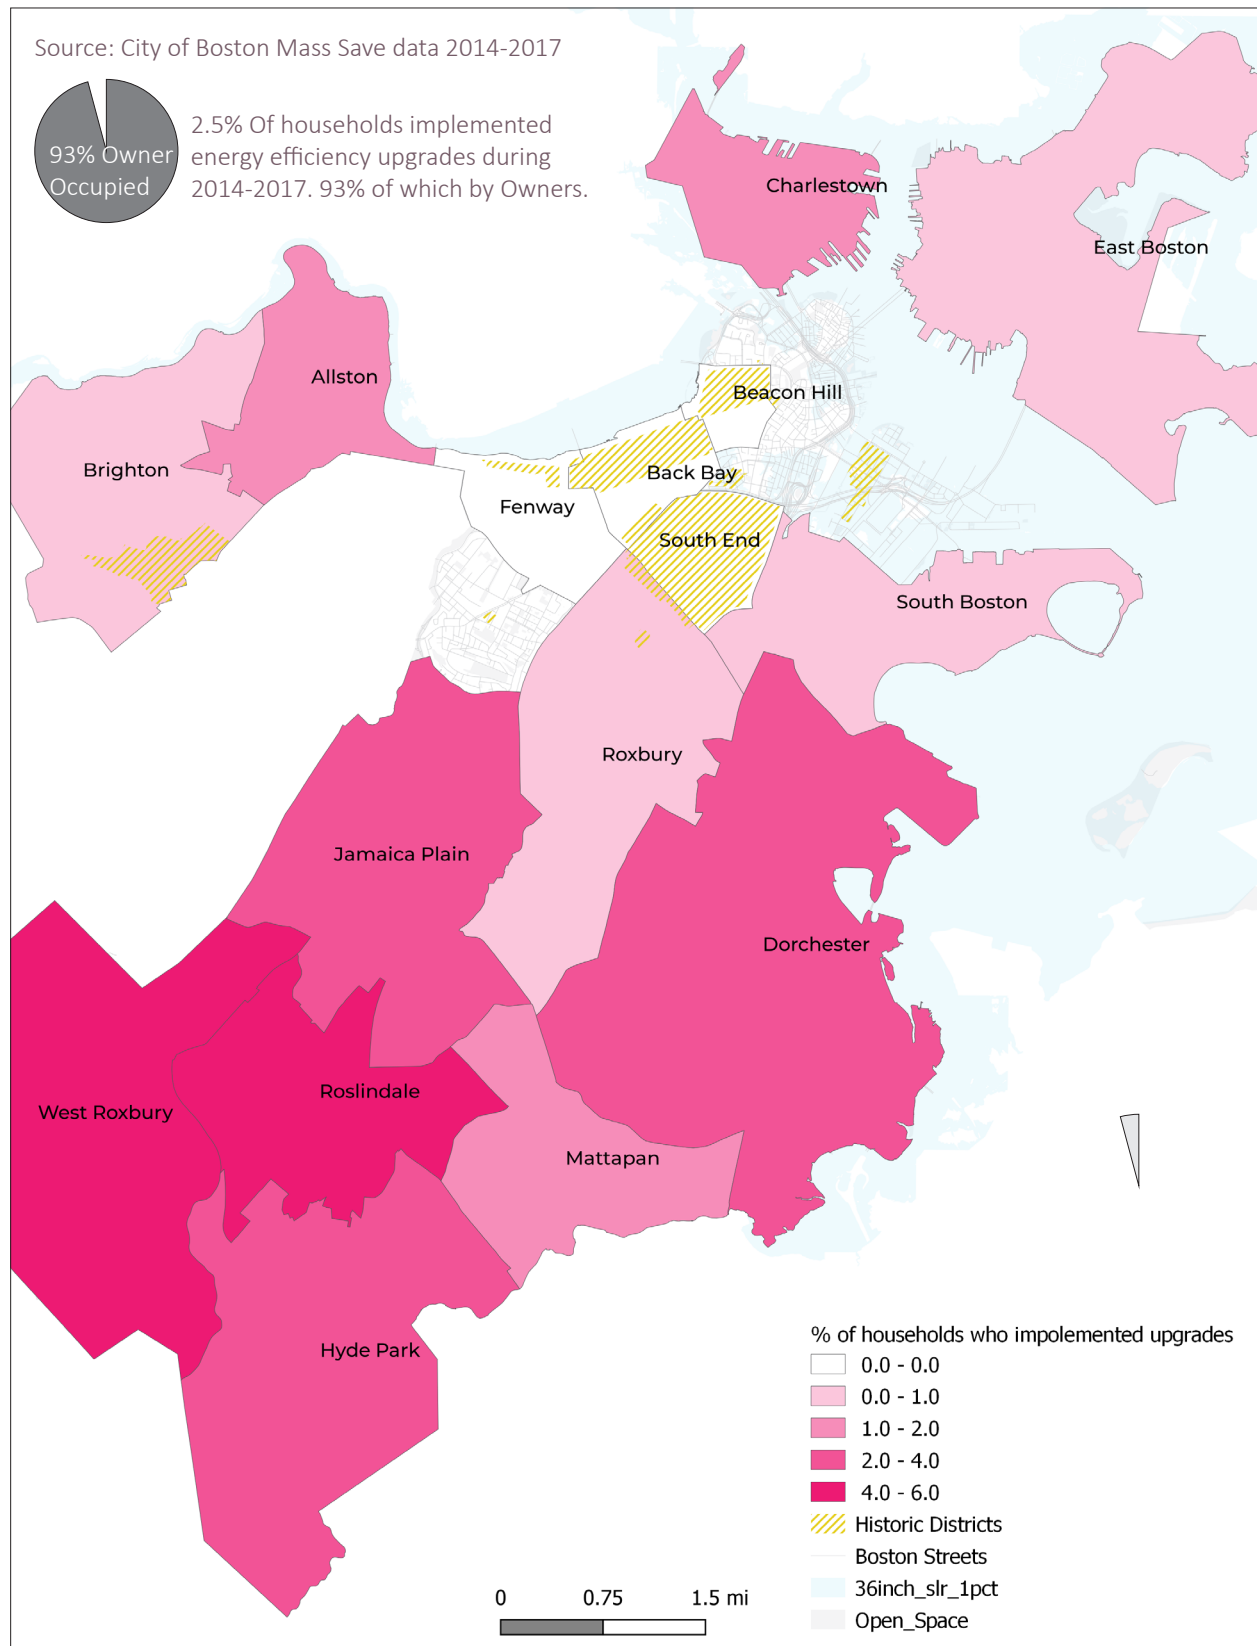 Source: City of Boston Mass Save data 2014-2017
93% Owner
Occupied
2.5% Of households implemented
energy efficiency upgrades during
2014-2017. 93% of which by Owners.
Charlestown
East Boston
Allston
Beacon Hill
Brighton
Back Bay
Fenway
South End
South Boston
Roxbury
Jamaica Plain
Dorchester
Roslindale
West Roxbury
Mattapan
Hyde Park
% of households who impolemented upgrades
0.0 - 0.0
0.0 - 1.0
1.0 - 2.0
2.0 - 4.0
4.0 - 6.0
Historic Districts
Boston Streets
36inch_slr_1pct
Open_Space
0 0.75 1.5 mi